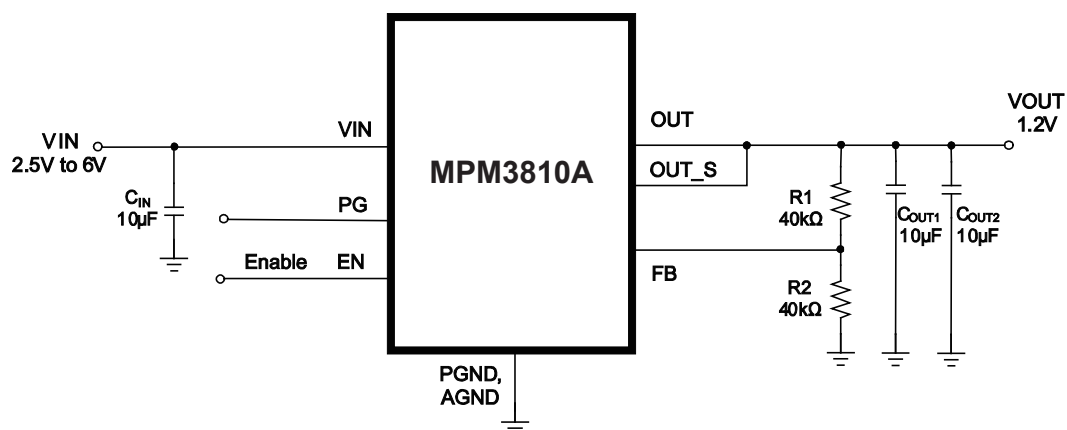 VIN
2.5V to 6V
C_IN
10µF
VIN
PG
Enable EN
MPM3810A
PGND,
AGND
OUT
OUT_S
FB
R1
40kΩ
R2
40kΩ
COUT1
10µF
COUT2
10µF
VOUT
1.2V